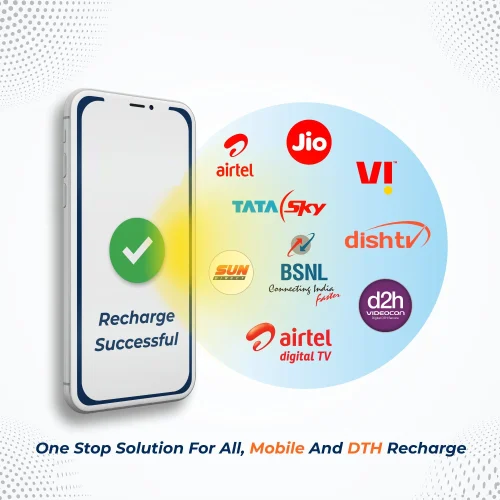 airtel
Jio
VI
TATA Sky
dishtv
SUN
DIRECT
BSNL
Connecting India
Faster
d2h
VIDEOCON
airtel
digital TV
Recharge
Successful
One Stop Solution For All, Mobile And DTH Recharge